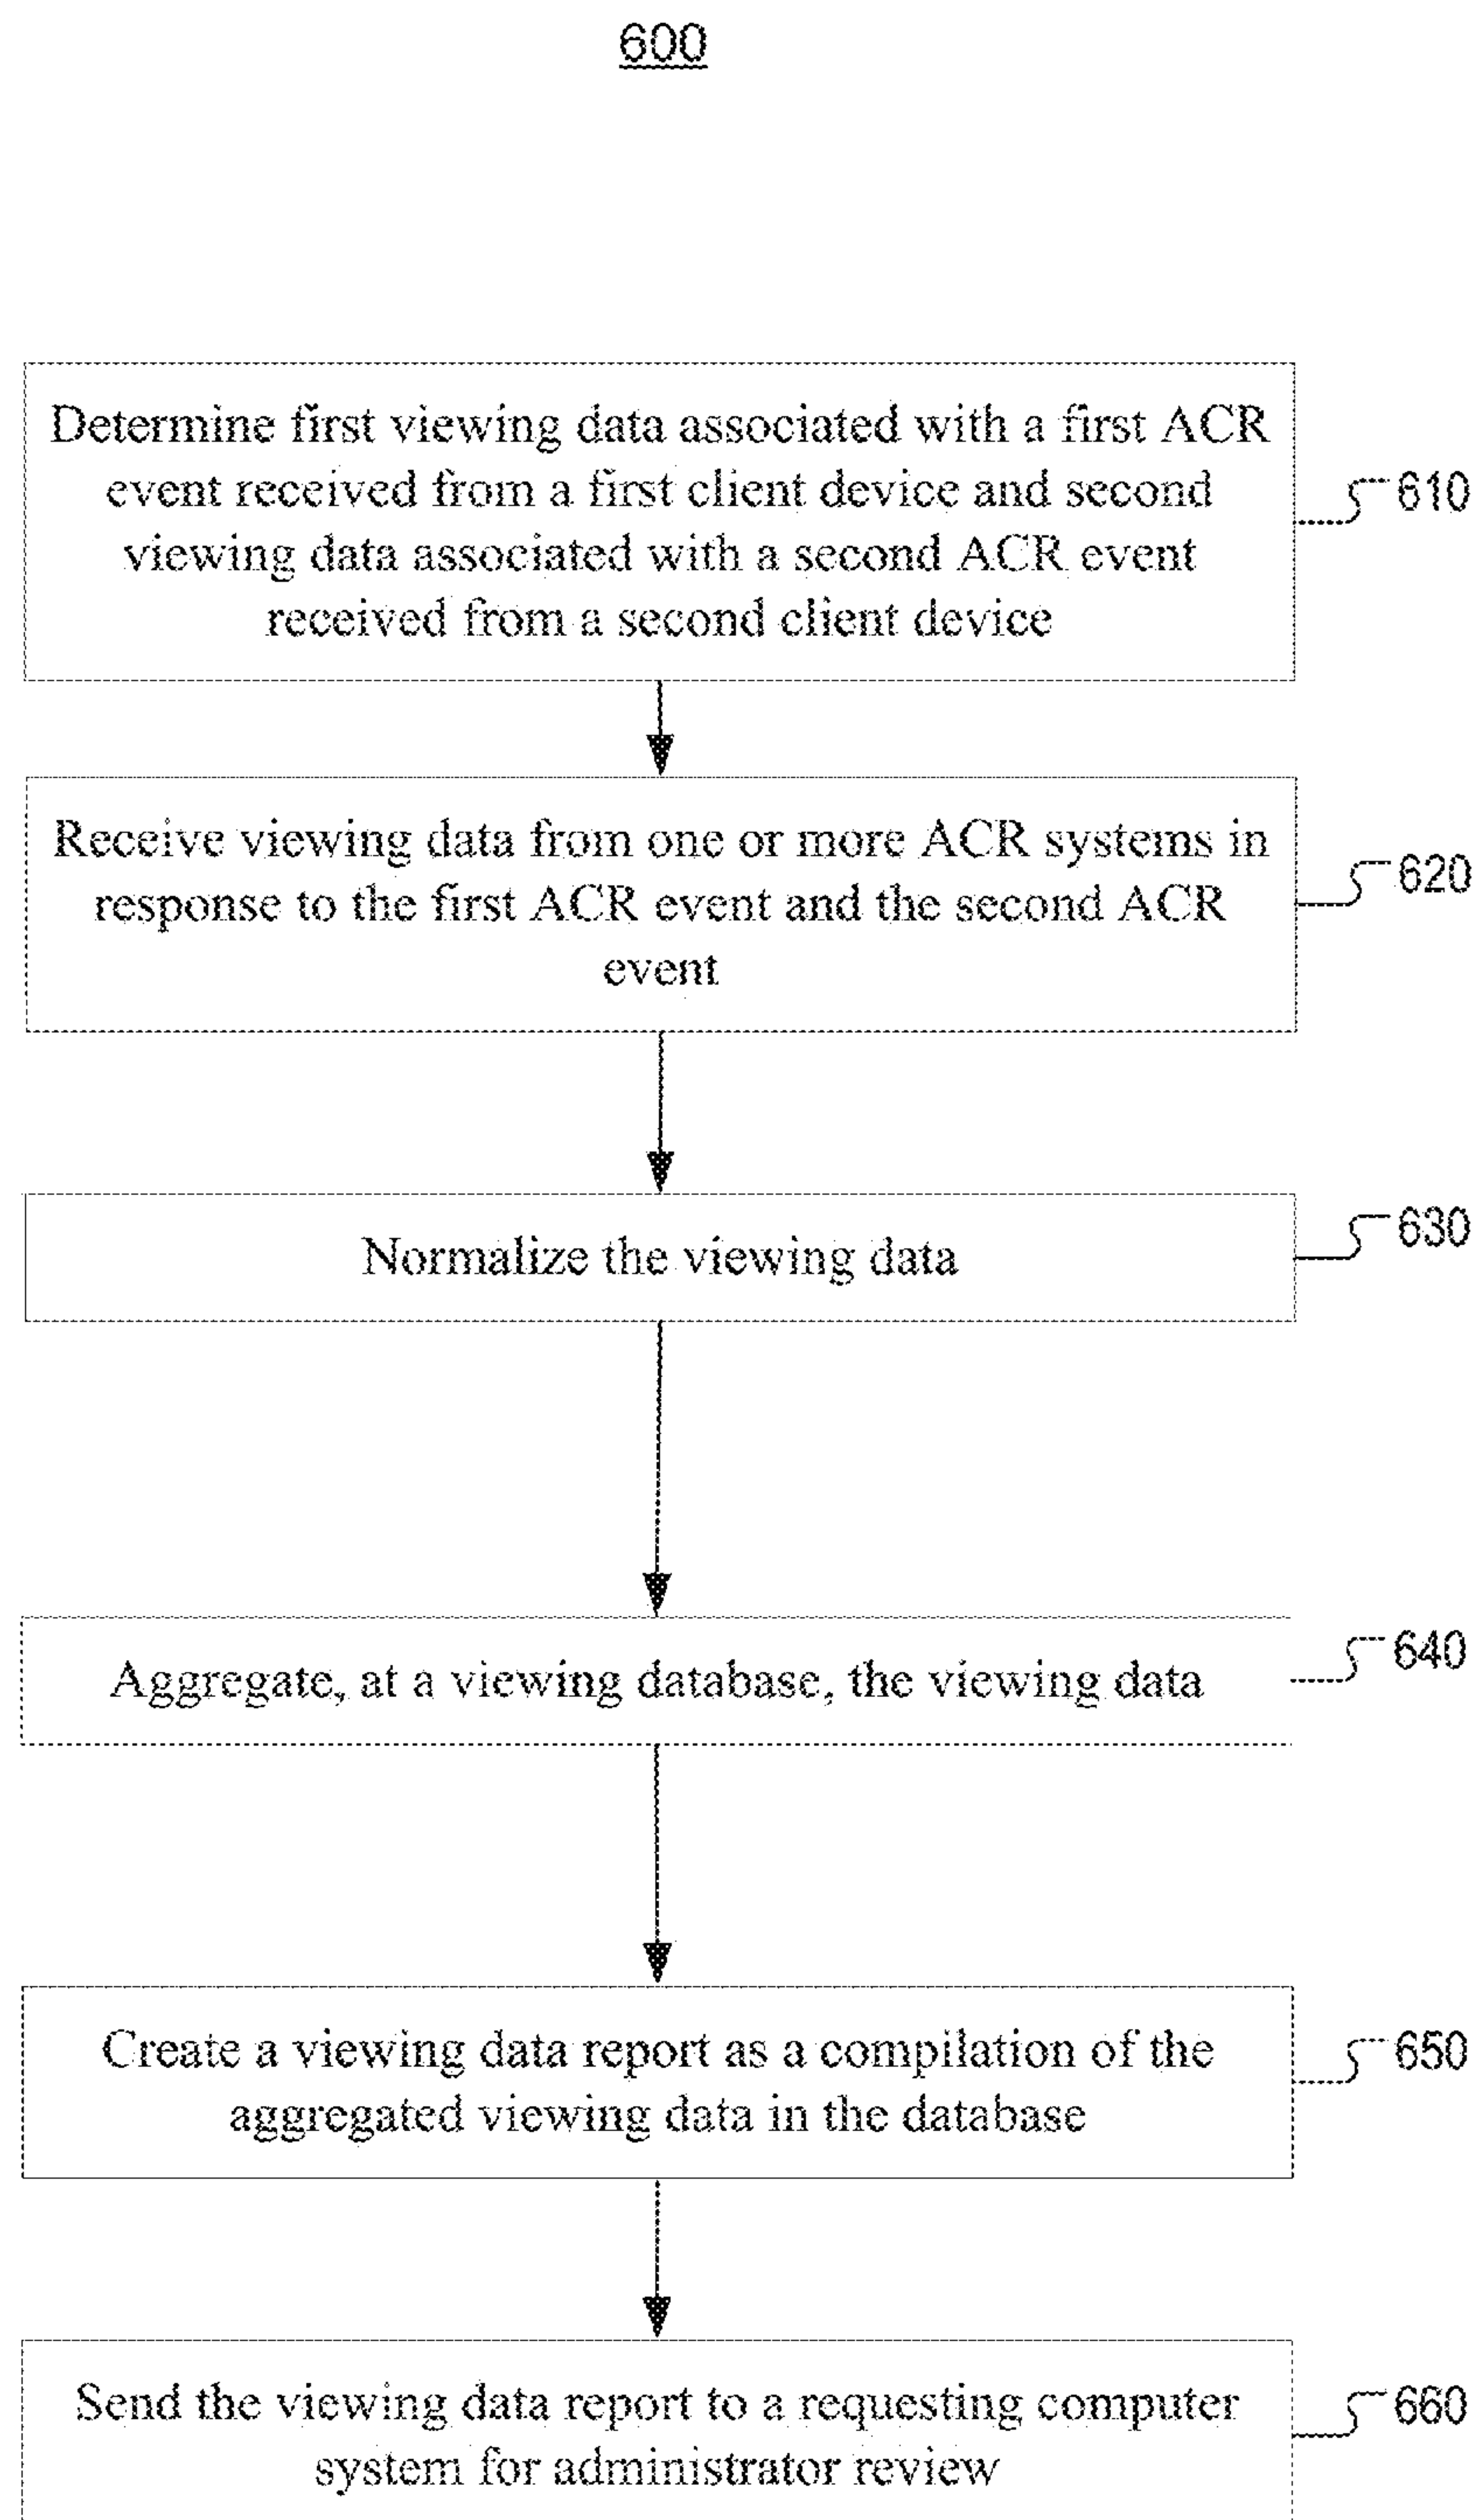 600
Determine first viewing data associated with a first ACR
event received from a first client device and second
viewing data associated with a second ACR event
received from a second client device
610
Receive viewing data from one or more ACR systems in
response to the first ACR event and the second ACR
event
620
Normalize the viewing data
630
Aggregate, at a viewing database, the viewing data
640
Create a viewing data report as a compilation of the
aggregated viewing data in the database
650
Send the viewing data report to a requesting computer
system for administrator review
660